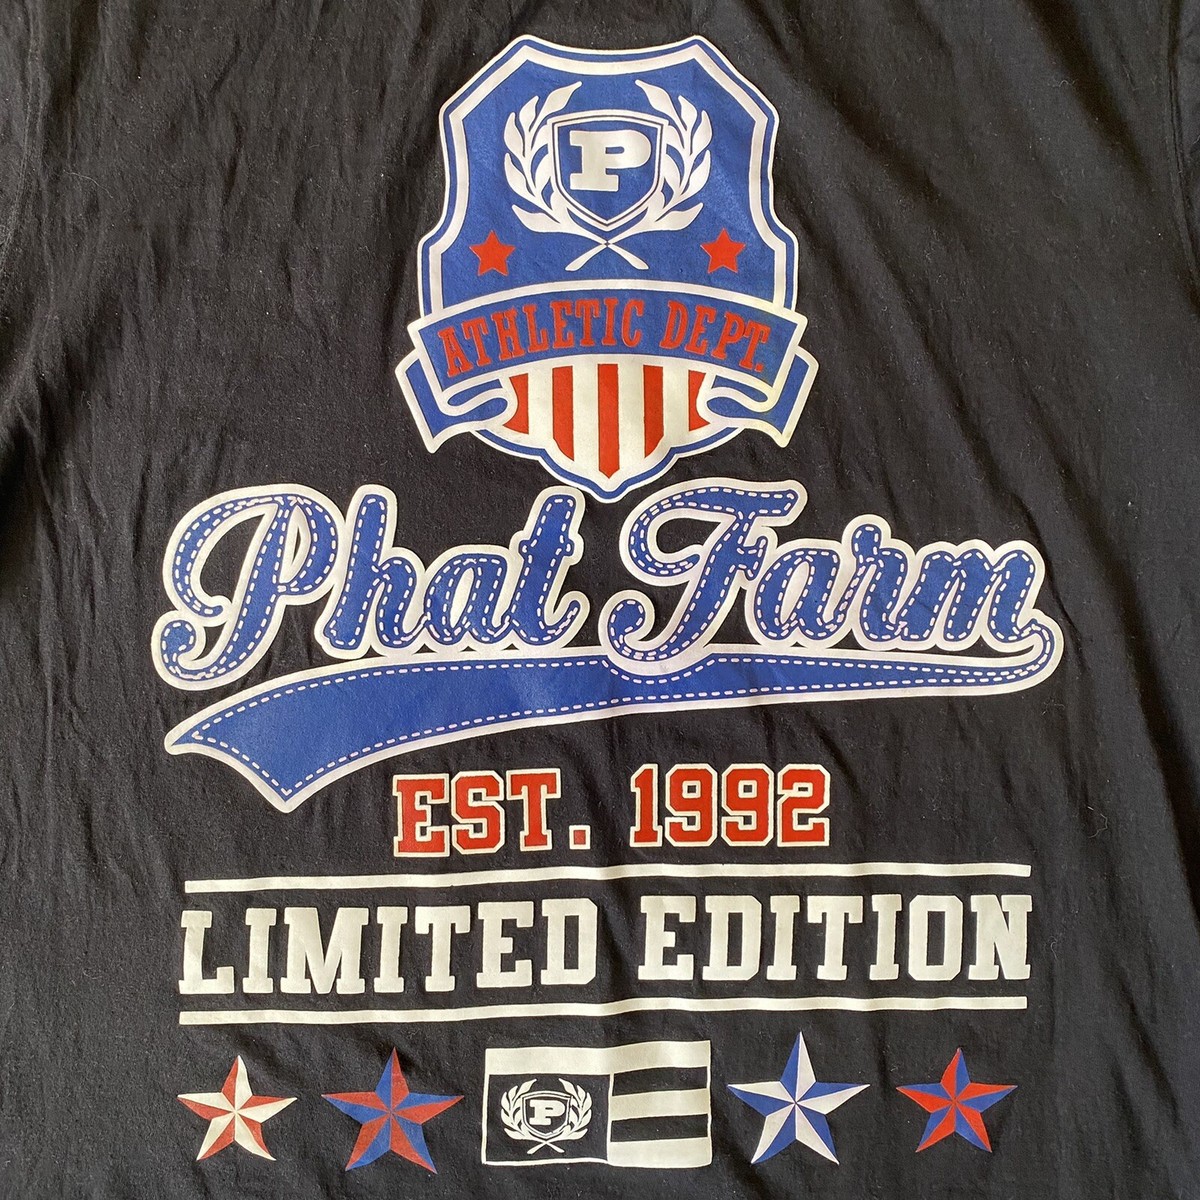 P
ATHLETIC DEPT.
Phat Farm
EST. 1992
LIMITED EDITION
P